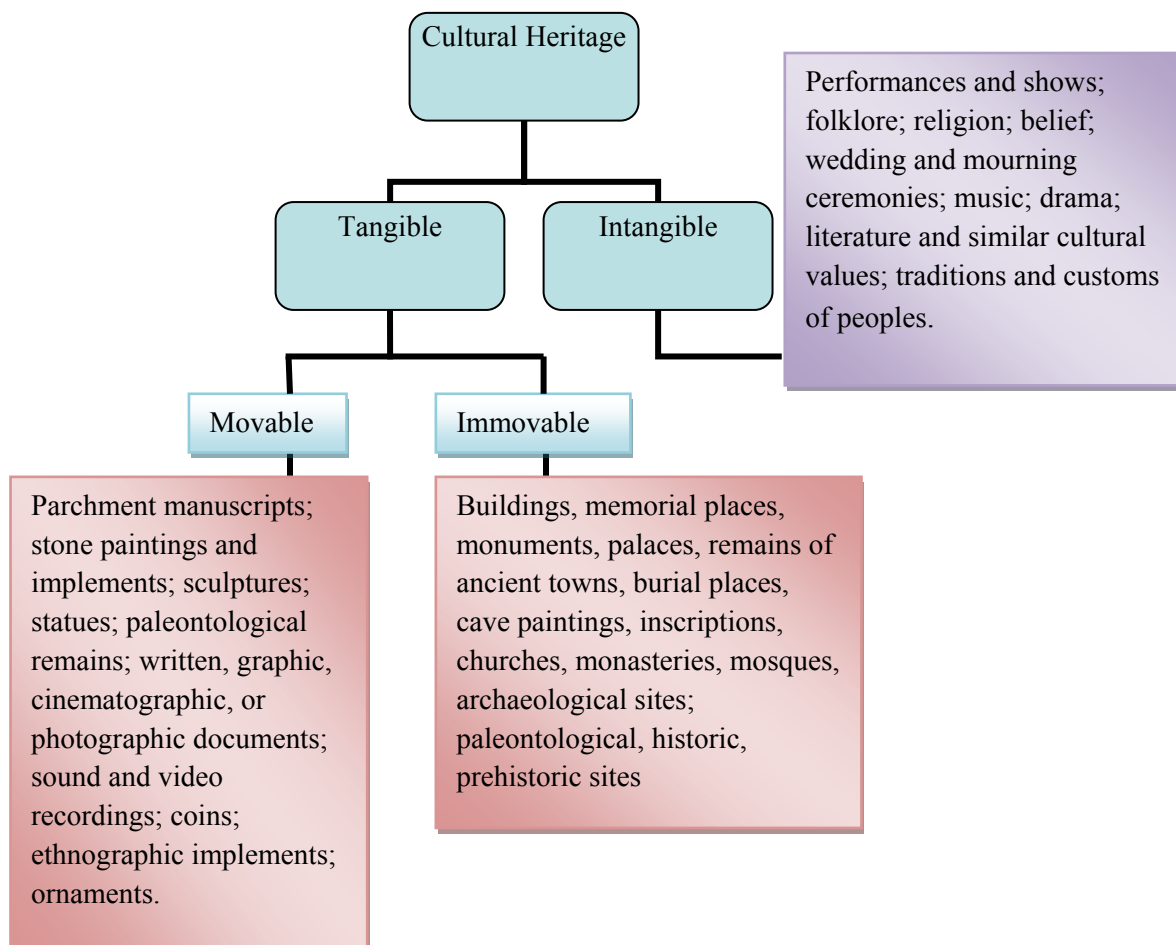 Cultural Heritage
Performances and shows;
folklore; religion; belief;
wedding and mourning
ceremonies; music; drama;
literature and similar cultural
values; traditions and customs
of peoples.
Tangible
Intangible
Movable
Immovable
Parchment manuscripts;
stone paintings and
implements; sculptures;
statues; paleontological
remains; written, graphic,
cinematographic, or
photographic documents;
sound and video
recordings; coins;
ethnographic implements;
ornaments.
Buildings, memorial places,
monuments, palaces, remains of
ancient towns, burial places,
cave paintings, inscriptions,
churches, monasteries, mosques,
archaeological sites;
paleontological, historic,
prehistoric sites